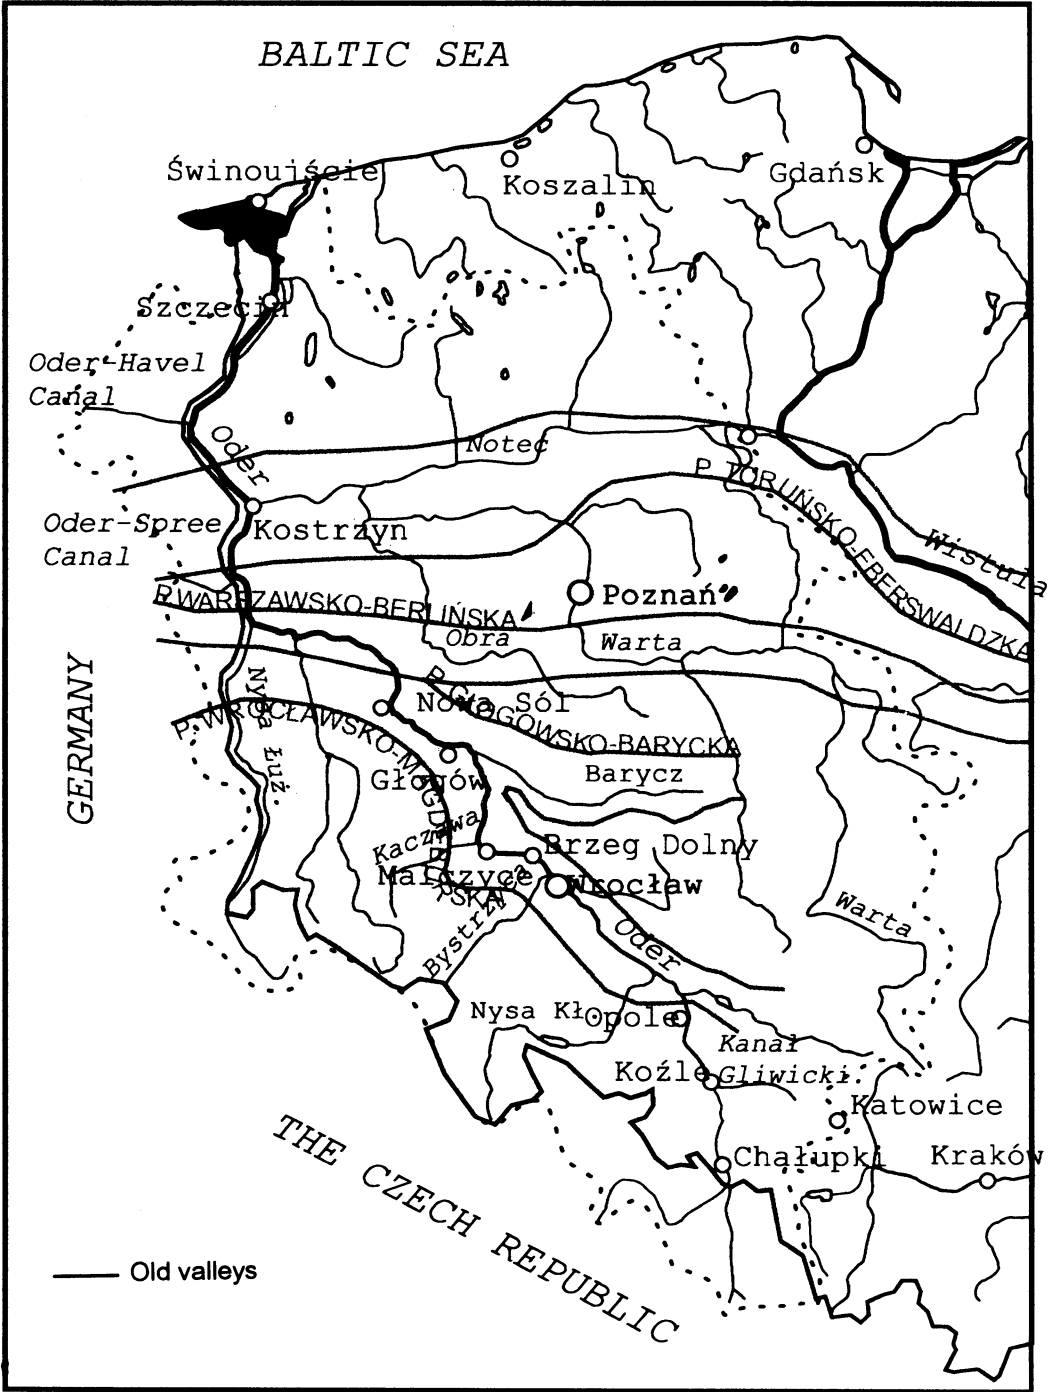 BALTIC SEA
Świnoujście
Koszalin
Gdańsk
Szczecin
Oder-Havel
Canal
Oder
Noteć
P. TORUŃSKO-EBERSWALDZKA
Oder-Spree
Canal
Kostrzyn
Wistuła
P. WARSZAWSKO-BERLIŃSKA
Poznań
Obra
Warta
GERMANY
Nysa Łuż.
P. GŁOGOWSKO-BARYCKA
Nowa Sól
P. WROCŁAWSKO-MAGDEBURSKA
Głogów
Barycz
Kaczawa
Brzeg Dolny
Malczyce
Wrocław
Bystrzyca
Warta
Oder
Nysa Kł.
Opole
Kanał
Gliwicki.
Koźle
Katowice
Chałupki
Kraków
THE CZECH REPUBLIC
Old valleys